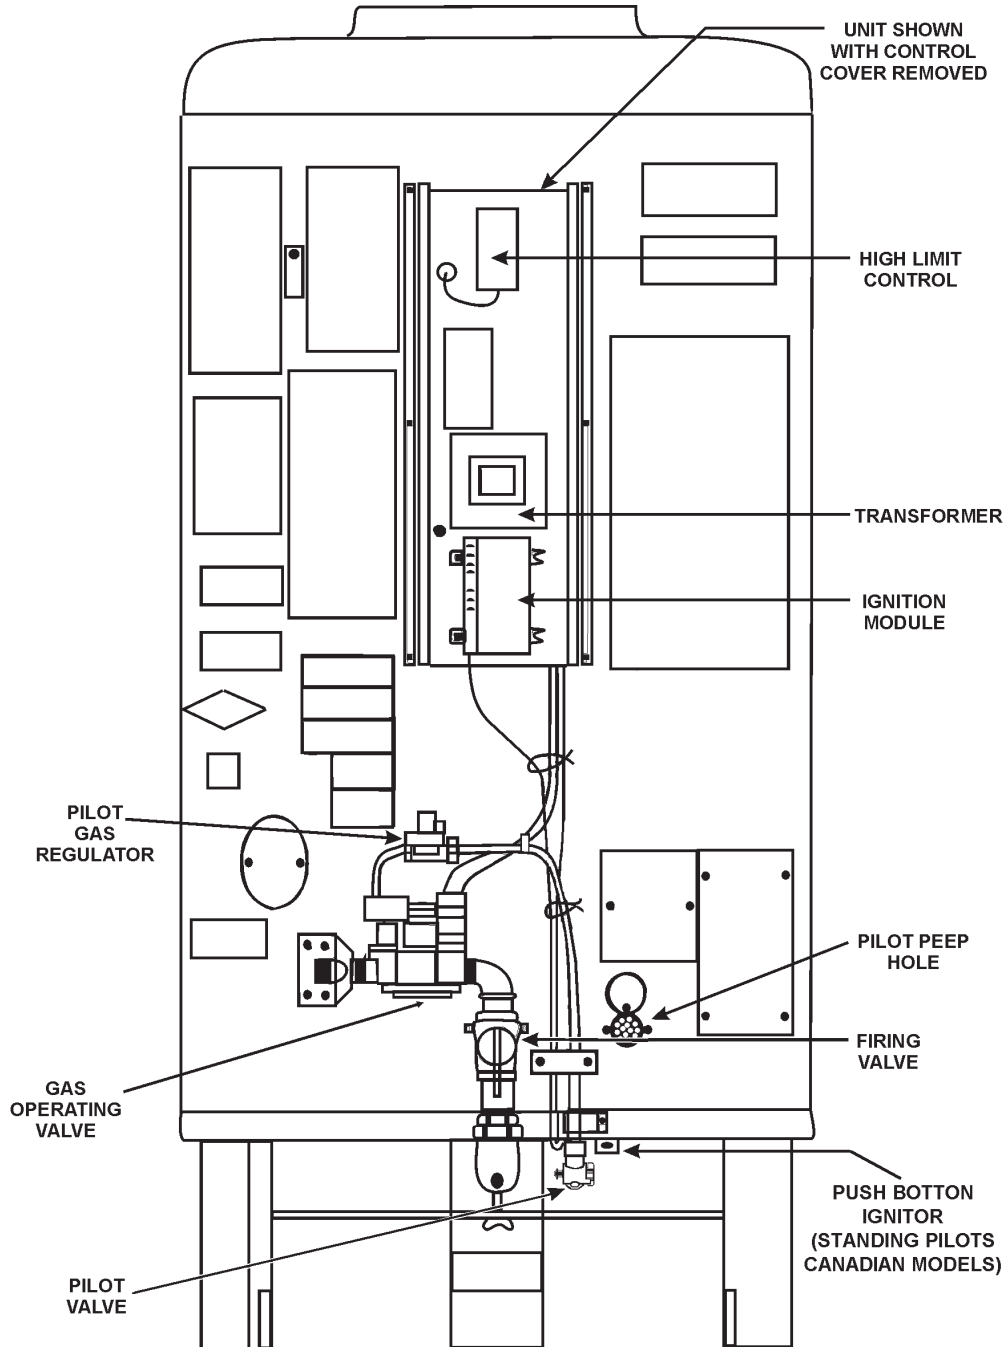 UNIT SHOWN
WITH CONTROL
COVER REMOVED
HIGH LIMIT
CONTROL
TRANSFORMER
IGNITION
MODULE
PILOT
GAS
REGULATOR
PILOT PEEP
HOLE
FIRING
VALVE
GAS
OPERATING
VALVE
PUSH BOTTON
IGNITOR
(STANDING PILOTS
CANADIAN MODELS)
PILOT
VALVE